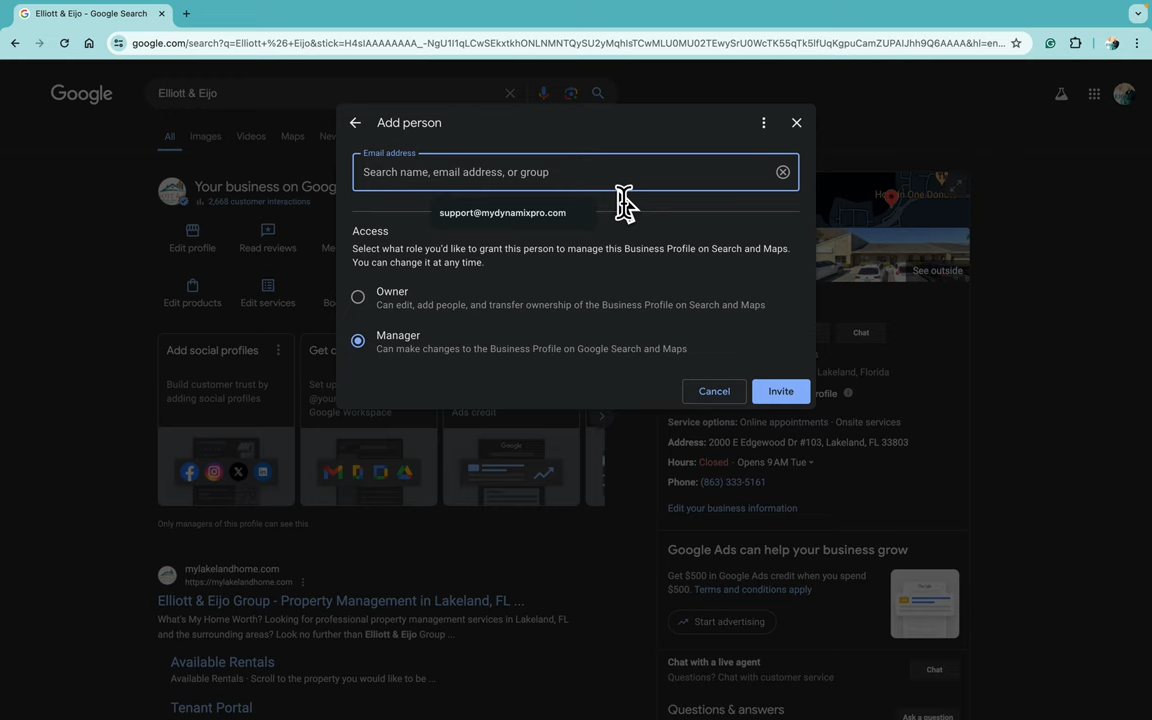 Elliott & Eijo - Google Search
google.com/search?q=Elliott+%26+Eijo&stick=H4sIAAAAAAAA_-NgU1I1qLCwSEkxtkhONLNMNTQySU2yMqhIsTCwMLU0MU02TEwySrU0WcTK55qTk5lfUqKgpuCamZUPAIJhh9Q6AAAA&hl=en...
Google
Elliott & Eijo
All
Images
Videos
Maps
Add person
Email address
Search name, email address, or group
support@mydynamixpro.com
Access
Select what role you'd like to grant this person to manage this Business Profile on Search and Maps.
You can change it at any time.
Owner
Can edit, add people, and transfer ownership of the Business Profile on Search and Maps
Manager
Can make changes to the Business Profile on Google Search and Maps
Cancel
Invite
Your business on Goog
2,668 customer interactions
Edit profile
Read reviews
Edit products
Edit services
Add social profiles
Build customer trust by
adding social profiles
Get c
Set up
@your
Google Workspace
Ads credit
Google
Only managers of this profile can see this
mylakelandhome.com
https://mylakelandhome.com
Elliott & Eijo Group - Property Management in Lakeland, FL ...
What's My Home Worth? Looking for professional property management services in Lakeland, FL
and the surrounding areas? Look no further than Elliott & Eijo Group ...
Available Rentals
Available Rentals · Scroll to the property you would like to be ...
Tenant Portal
Hole In One Dr
See outside
Chat
Lakeland, Florida
rofile
Service options: Online appointments · Onsite services
Address: 2000 E Edgewood Dr #103, Lakeland, FL 33803
Hours: Closed · Opens 9 AM Tue
Phone: (863) 333-5161
Edit your business information
Google Ads can help your business grow
Get $500 in Google Ads credit when you spend
$500. Terms and conditions apply
Start advertising
Chat with a live agent
Questions? Chat with customer service
Chat
Questions & answers
Ask a question